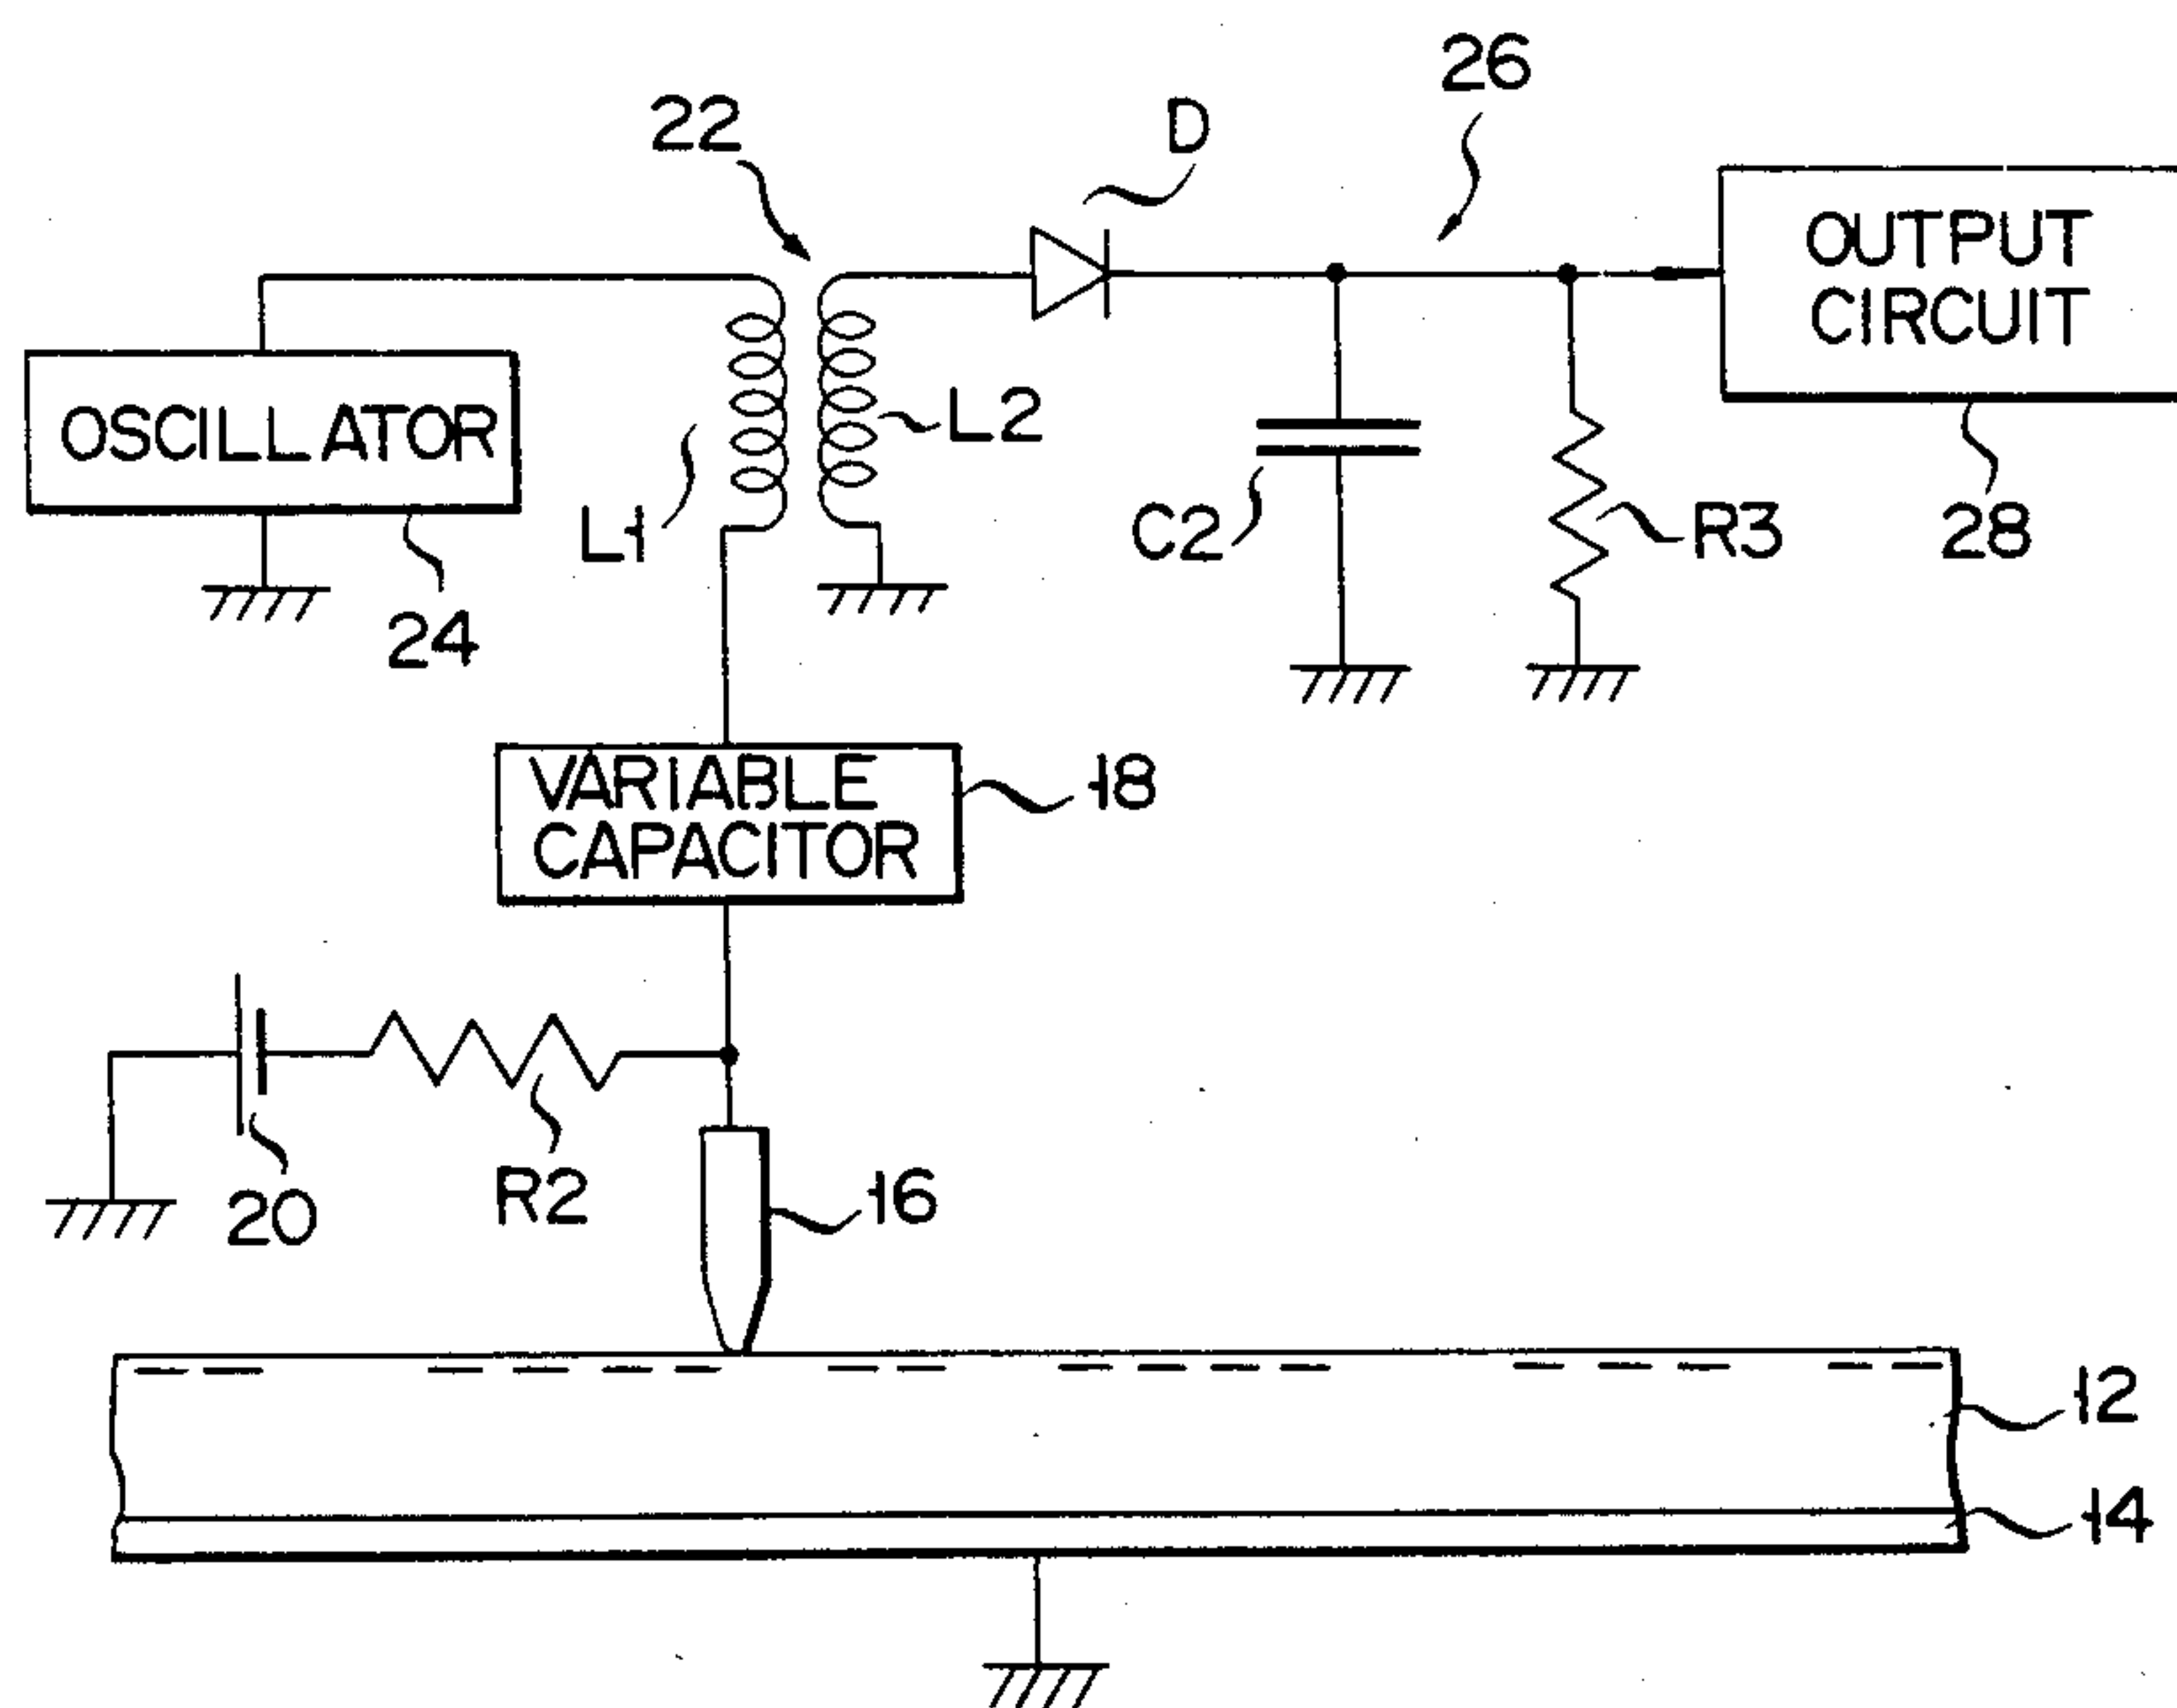 26
22
D
OUTPUT
CIRCUIT
OSCILLATOR
L2
L1
C2
R3
28
24
VARIABLE
CAPACITOR
18
20
R2
16
12
14